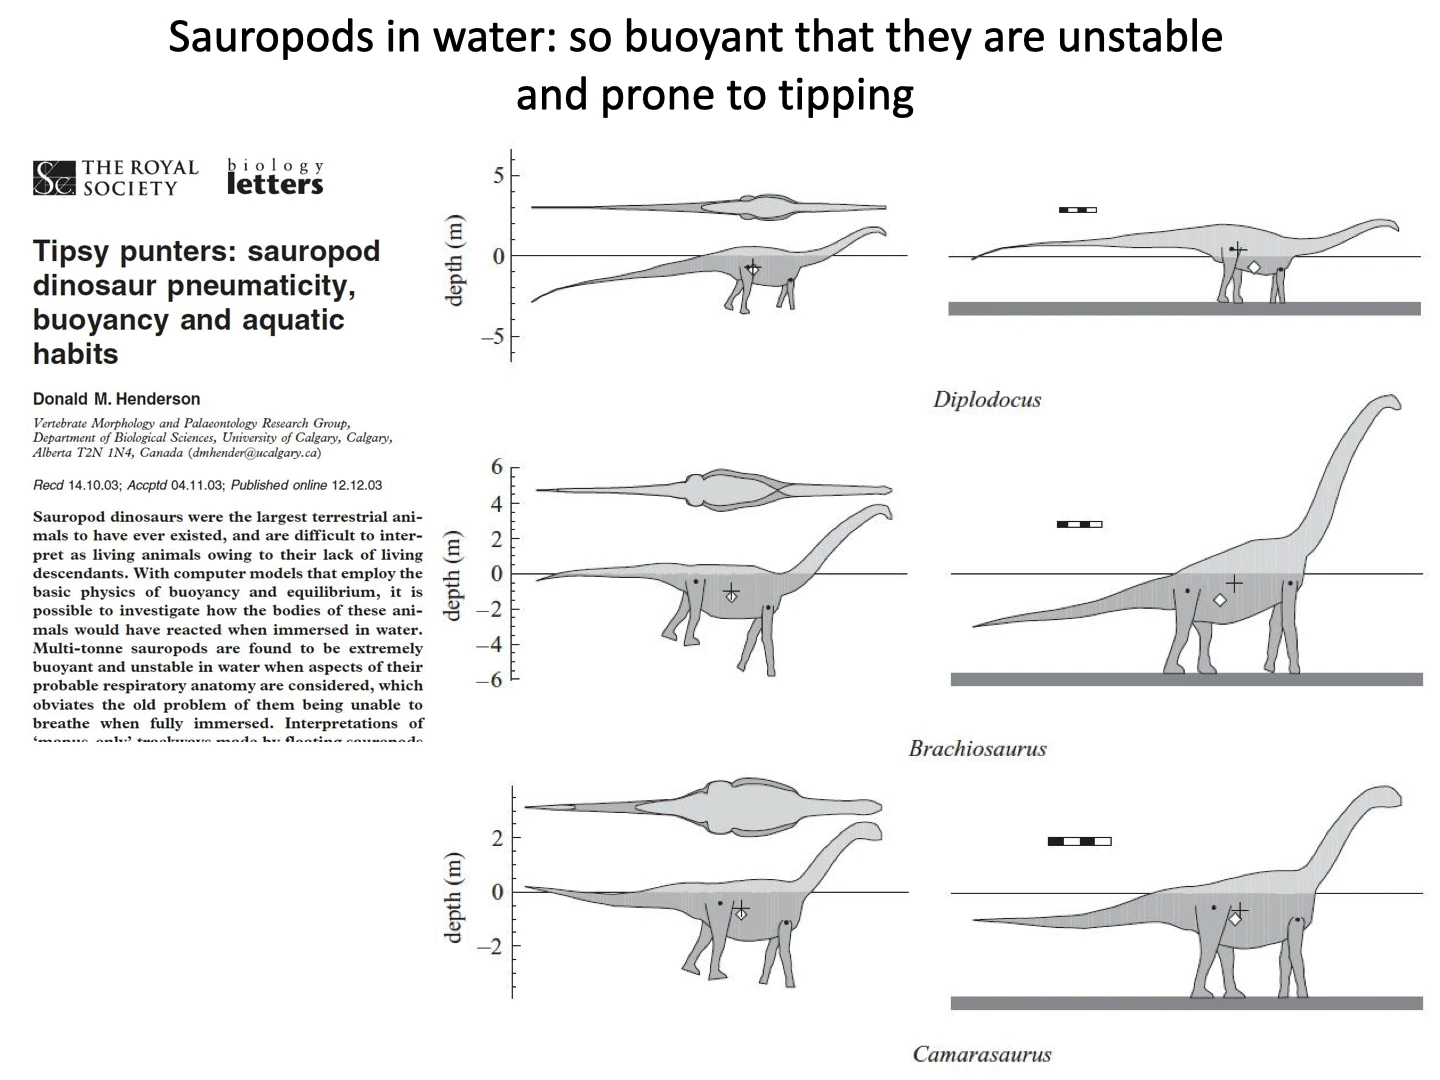 Sauropods in water: so buoyant that they are unstable
and prone to tipping
THE ROYAL
SOCIETY
biology
letters
Tipsy punters: sauropod
dinosaur pneumaticity,
buoyancy and aquatic
habits
Donald M. Henderson
Vertebrate Morphology and Palaeontology Research Group,
Department of Biological Sciences, University of Calgary, Calgary,
Alberta T2N 1N4, Canada (dmhender@ucalgary.ca)
Recd 14.10.03; Accptd 04.11.03; Published online 12.12.03
Sauropod dinosaurs were the largest terrestrial ani-
mals to have ever existed, and are difficult to inter-
pret as living animals owing to their lack of living
descendants. With computer models that employ the
basic physics of buoyancy and equilibrium, it is
possible to investigate how the bodies of these ani-
mals would have reacted when immersed in water.
Multi-tonne sauropods are found to be extremely
buoyant and unstable in water when aspects of their
probable respiratory anatomy are considered, which
obviates the old problem of them being unable to
breathe when fully immersed. Interpretations of
‘manus-only’ trackways made by floating sauropods
depth (m)
5
0
−5
Diplodocus
depth (m)
6
4
2
0
−2
−4
−6
Brachiosaurus
depth (m)
2
0
−2
Camarasaurus